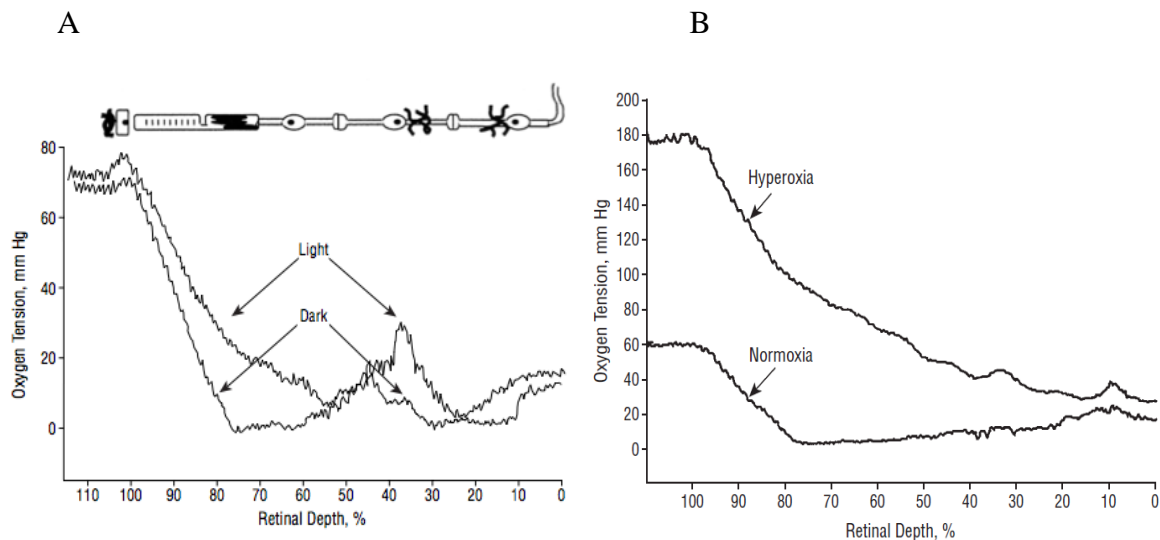 A
80
60
40
20
0
Oxygen Tension, mm Hg
Light
Dark
110 100 90 80 70 60 50 40 30 20 10 0
Retinal Depth, %
B
200
180
160
140
120
100
80
60
40
20
0
Oxygen Tension, mm Hg
Hyperoxia
Normoxia
100 90 80 70 60 50 40 30 20 10 0
Retinal Depth, %